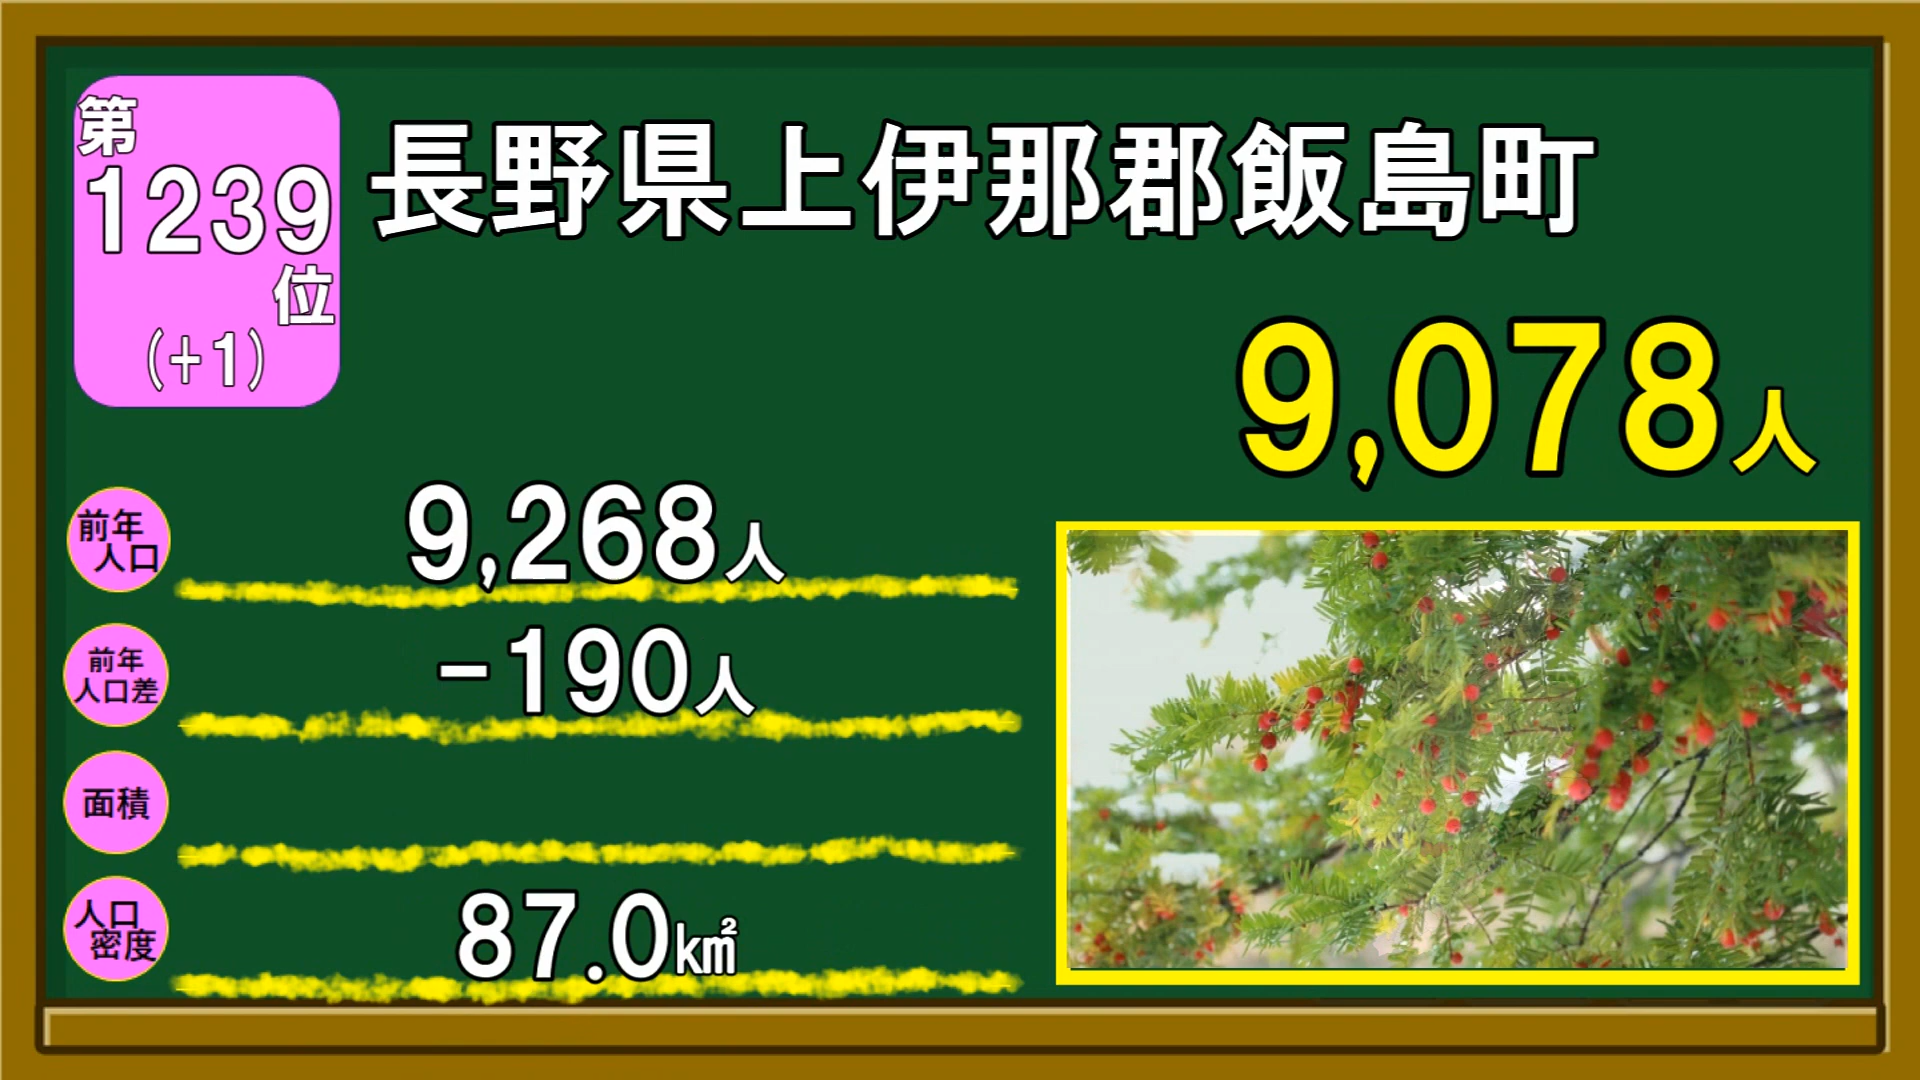 第
1239
位
(+1)
長野県上伊那郡飯島町
9,078人
前年
人口
9,268人
前年
人口差
-190人
面積
人口
密度
87.0k㎡